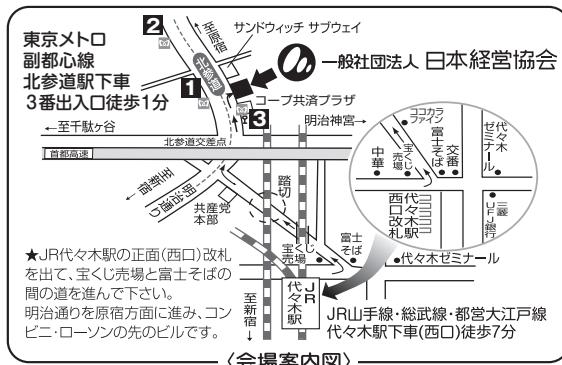 東京メトロ
副都心線
北参道駅下車
3番出入口徒歩1分
2
至原宿
サンドウィッチ サブウェイ
一般社団法人 日本経営協会
北参道
1
コープ共済プラザ
3
←至千駄ヶ谷
明治神宮→
北参道交差点
首都高速
至新宿
明治通り
共産党
本部
踏切
宝くじ
売場
富士
そば
代々木ゼミナール
JR
代々木駅
至新宿
ココカラ
ファイン
中華
宝くじ
売場
富士そば
交番
代々木
ゼミナール
代々木駅
西口改札
三菱
UFJ銀行
★JR代々木駅の正面(西口)改札
を出て、宝くじ売場と富士そばの
間の道を進んで下さい。
明治通りを原宿方面に進み、コン
ビニ・ローソンの先のビルです。
JR山手線・総武線・都営大江戸線
代々木駅下車(西口)徒歩7分
〈会場案内図〉